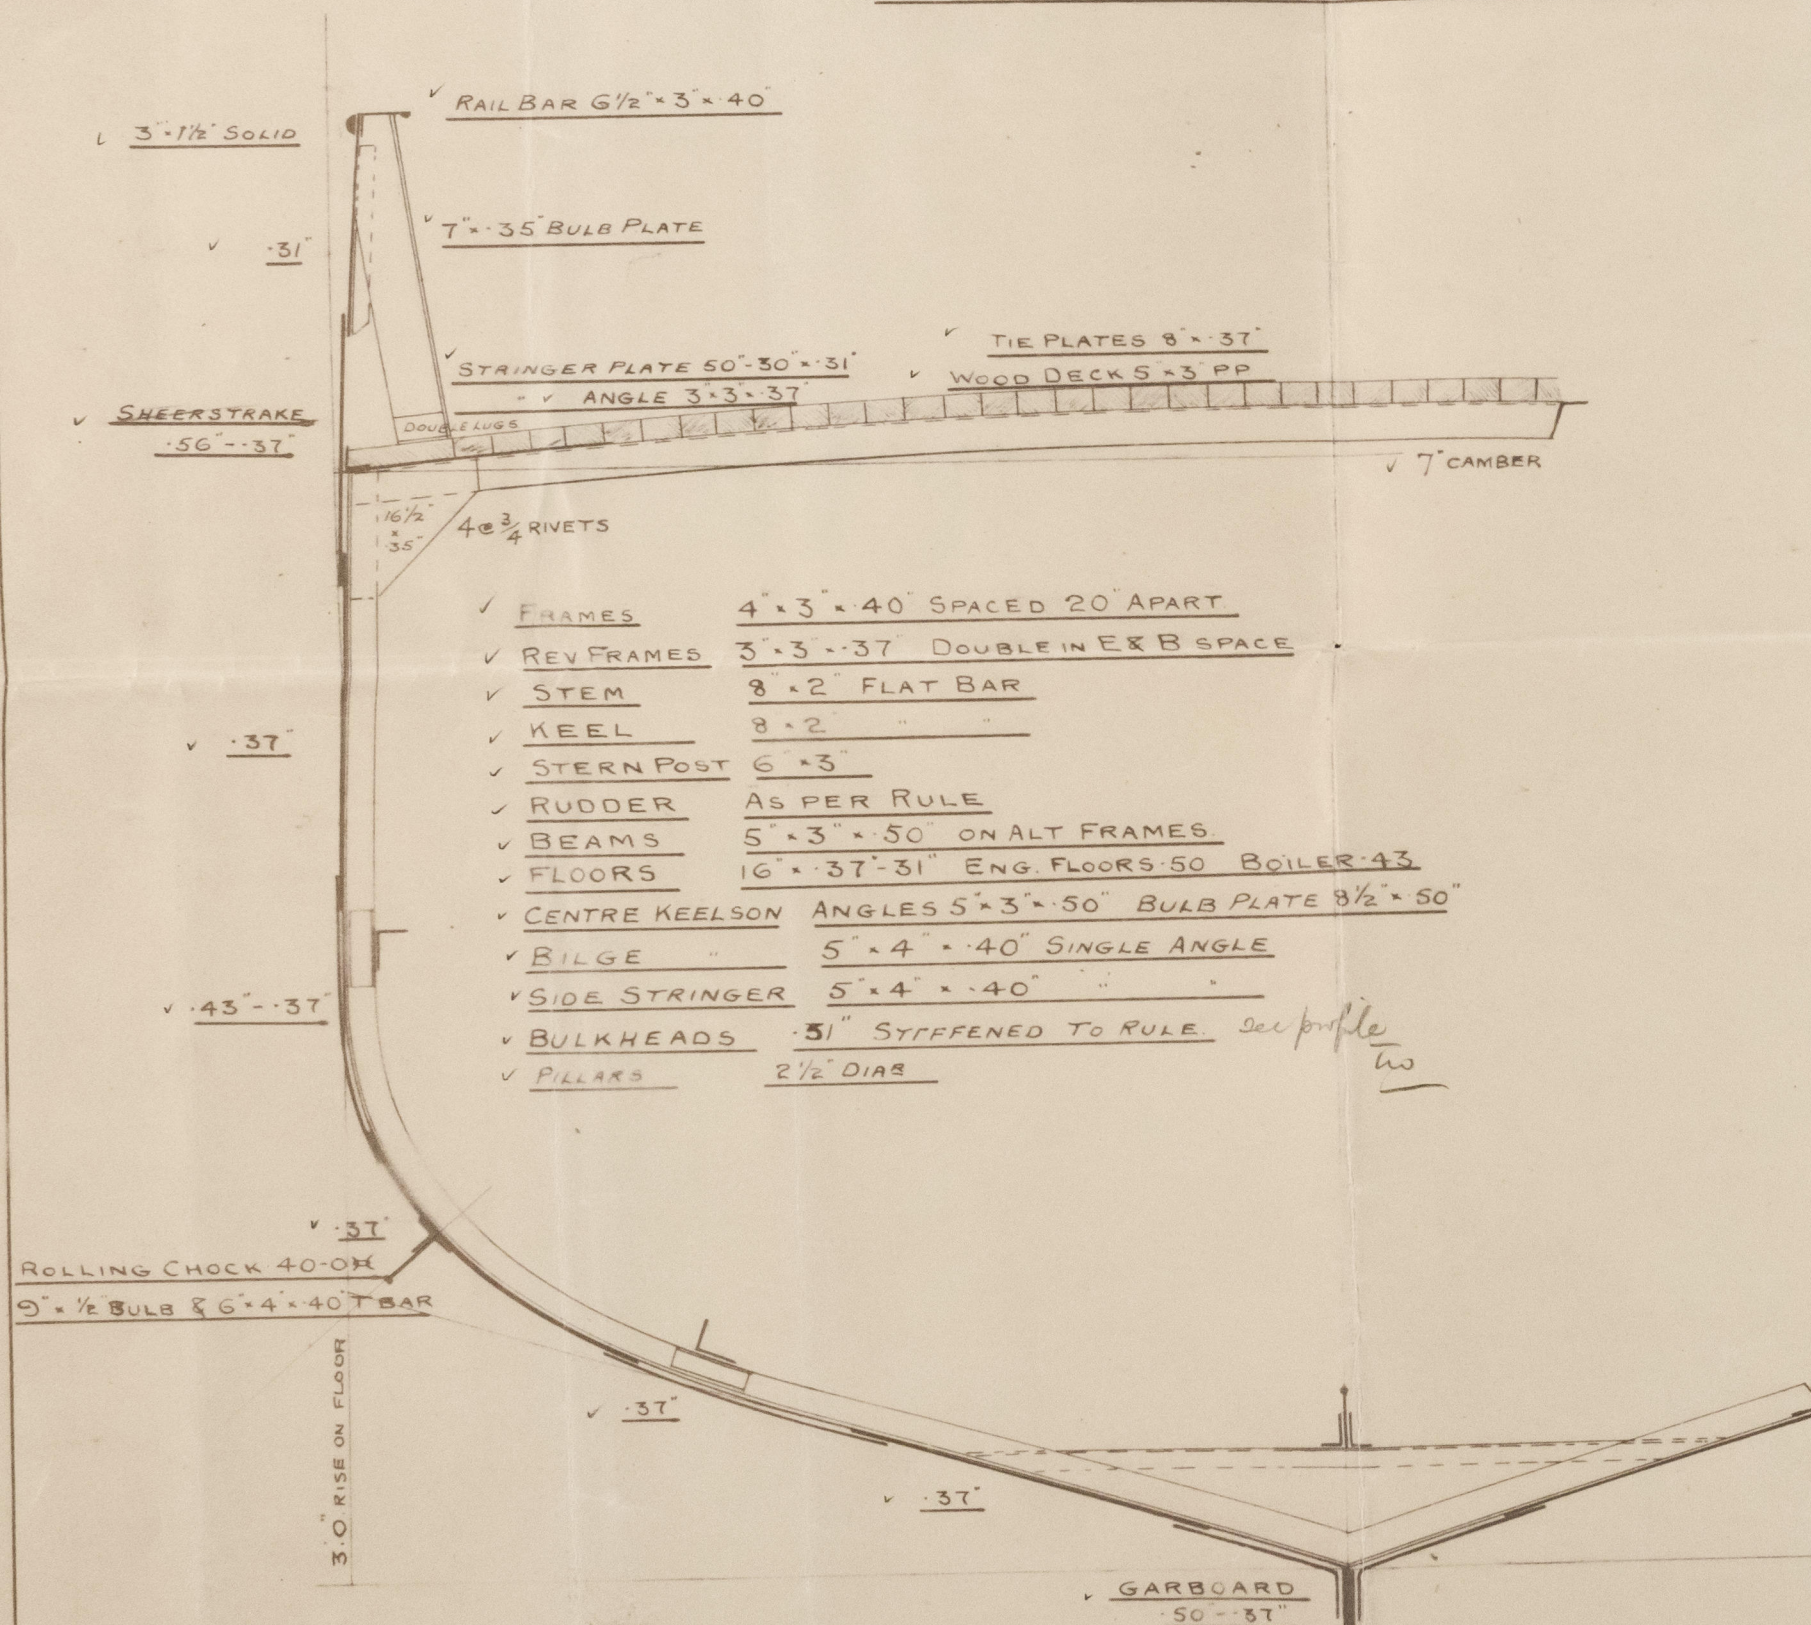 RAIL BAR 6½" × 3" × ·40"
3" × 1½" SOLID
7" × ·35" BULB PLATE
·31"
TIE PLATES 8" × ·37"
STRINGER PLATE 50"-30" × ·31"
WOOD DECK 5" × 3" PP
" " ANGLE 3" × 3" × ·37"
SHEERSTRAKE
·56" - ·37"
DOUBLE LUGS
7" CAMBER
16½"
×
·35"
4 @ ¾ RIVETS
FRAMES 4" × 3" × ·40" SPACED 20" APART.
REV FRAMES 3" × 3" × ·37 DOUBLE IN E & B SPACE
STEM 8" × 2" FLAT BAR
KEEL 8 × 2 " "
·37"
STERN POST 6" × 3"
RUDDER AS PER RULE
BEAMS 5" × 3" × ·50" ON ALT FRAMES.
FLOORS 16" × ·37"-31" ENG. FLOORS ·50 BOILER ·43
CENTRE KEELSON ANGLES 5" × 3" × ·50" BULB PLATE 8½" × ·50"
BILGE " 5" × 4" × ·40" SINGLE ANGLE
SIDE STRINGER 5" × 4" × ·40" " "
·43" - ·37"
BULKHEADS ·31" STIFFENED TO RULE. See profile
PILLARS 2½" DIAR
·37"
ROLLING CHOCK 40-0
9" × ½" BULB & 6" × 4" × ·40" T BAR
3'.0" RISE ON FLOOR
·37"
·37"
GARBOARD
·50" - ·37"